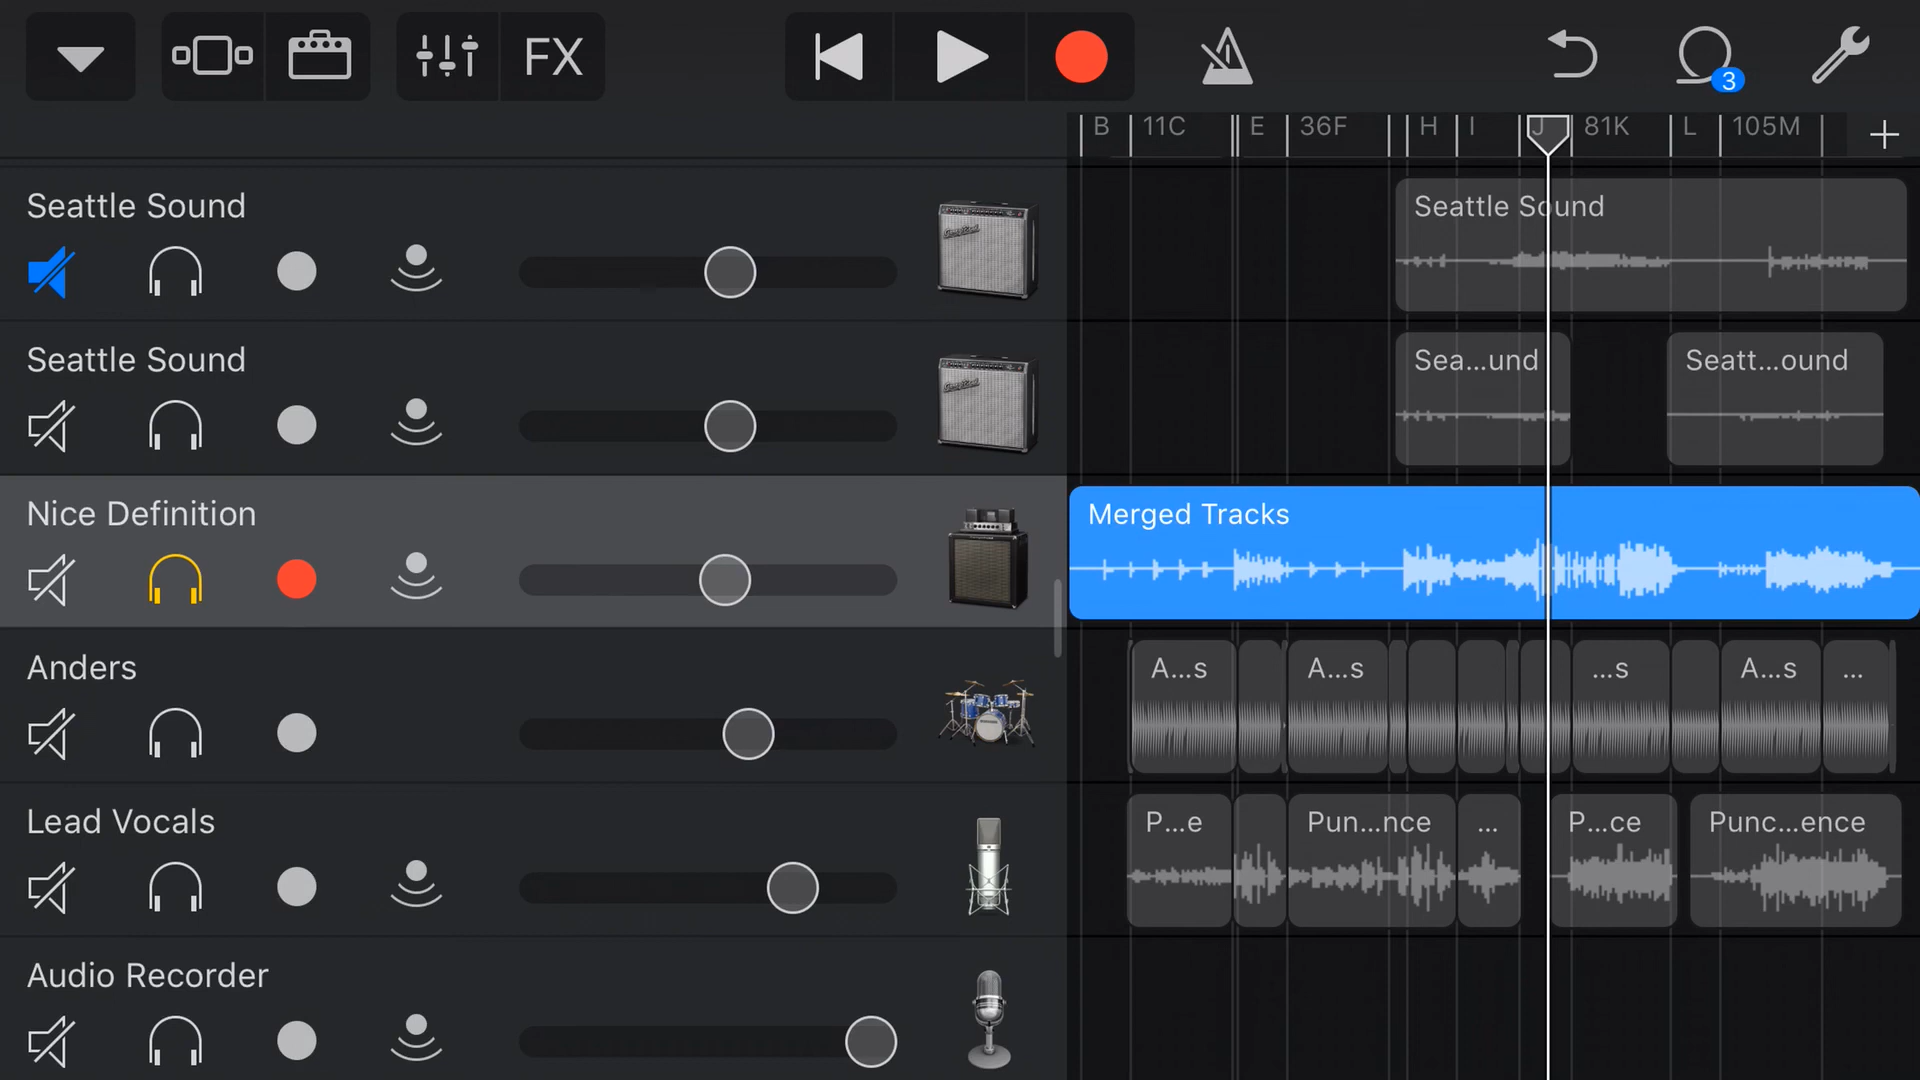 FX
3
B 11C E 36F H I J 81K L 105M
Seattle Sound
Seattle Sound
Seattle Sound
Sea...und
Seatt...ound
Nice Definition
Merged Tracks
Anders
A...s
A...s
...s
A...s
...
Lead Vocals
P...e
Pun...nce
...
P...ce
Punc...ence
Audio Recorder